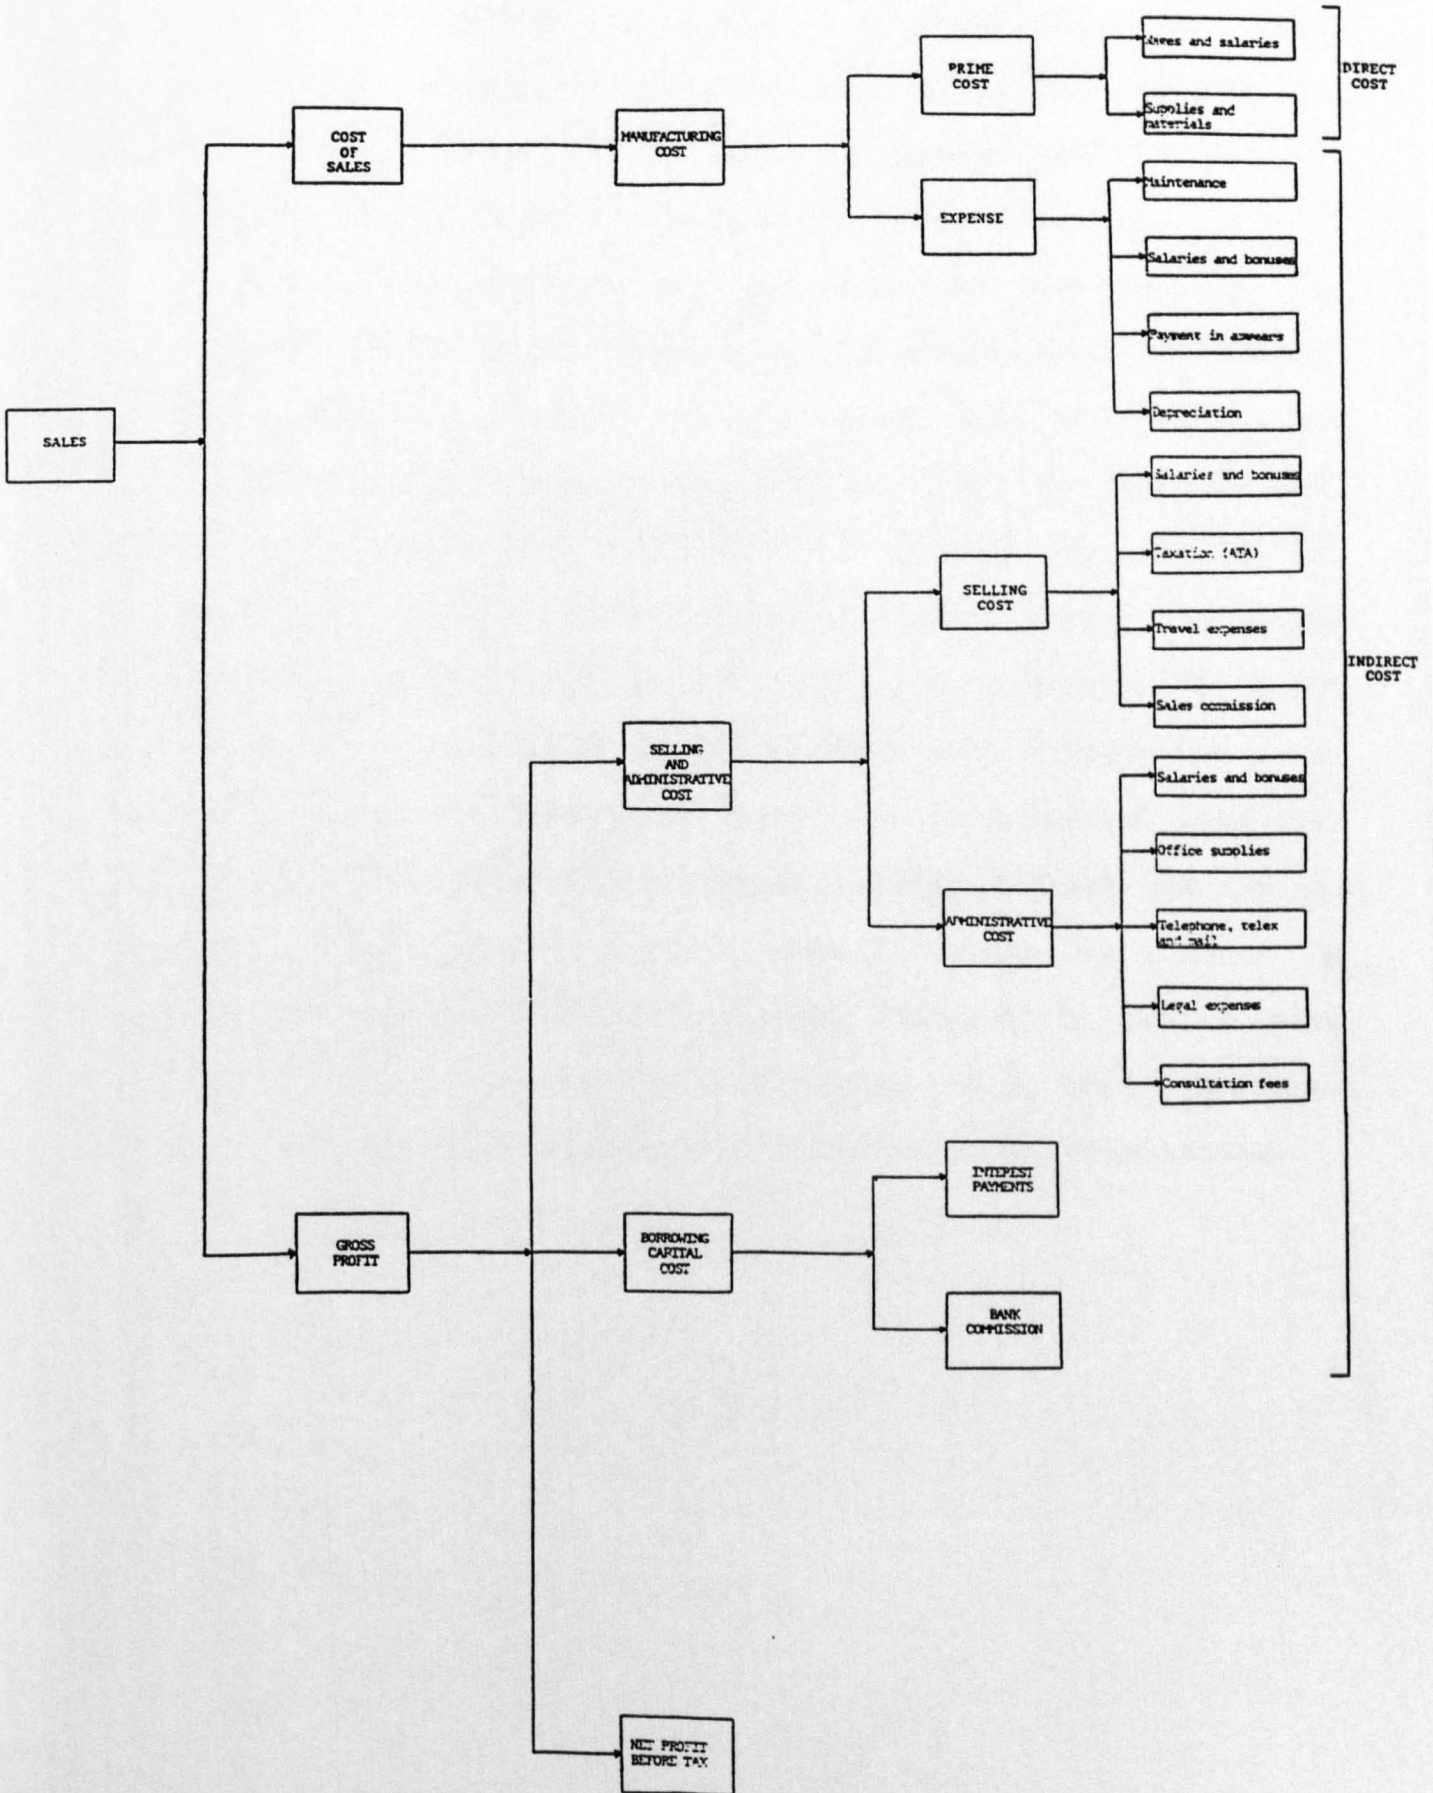 PRIME
COST
Wages and salaries
Supplies and
materials
DIRECT
COST
COST
OF
SALES
MANUFACTURING
COST
EXPENSE
Maintenance
Salaries and bonuses
Payment in
Depreciation
SALES
Salaries and bonuses
Taxation (ATA)
Travel expenses
Sales commission
SELLING
COST
INDIRECT
COST
SELLING
AND
ADMINISTRATIVE
COST
Salaries and bonuses
Office supplies
Telephone, telex
and mail
Legal expenses
Consultation fees
ADMINISTRATIVE
COST
GROSS
PROFIT
BORROWING
CAPITAL
COST
INTEREST
PAYMENTS
BANK
COMMISSION
NET PROFIT
BEFORE TAX